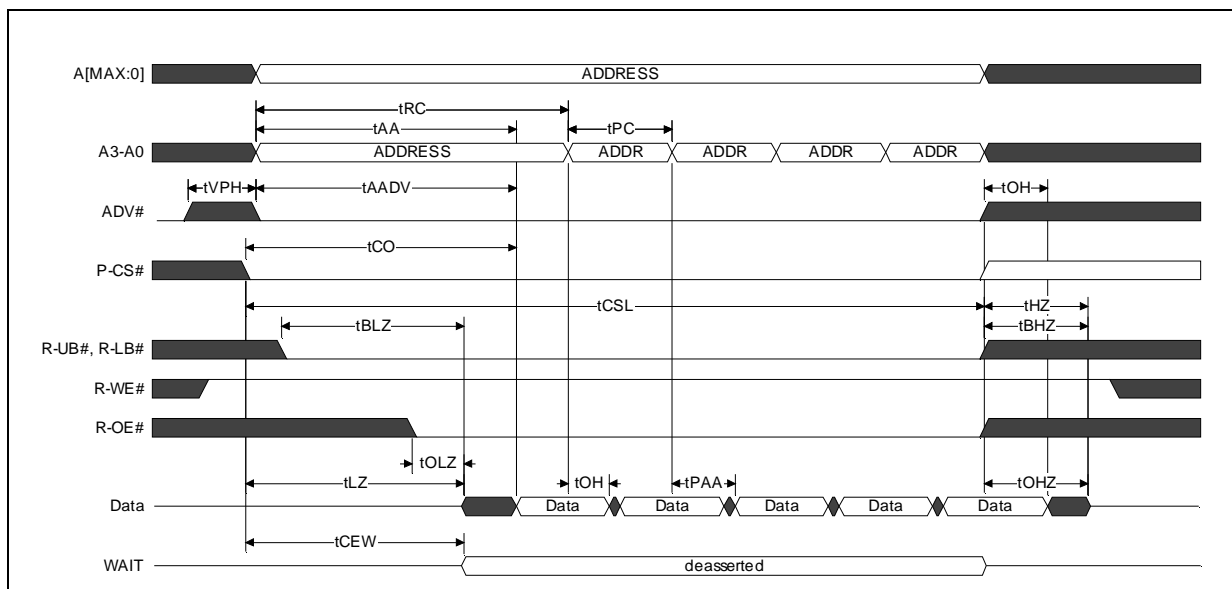 A[MAX:0] ADDRESS
tRC
tAA tPC
A3-A0 ADDRESS ADDR ADDR ADDR ADDR
tVPH tAADV tOH
ADV#
tCO
P-CS#
tCSL tHZ
tBLZ tBHZ
R-UB#, R-LB#
R-WE#
R-OE#
tOLZ
tLZ tOH tPAA tOHZ
Data Data Data Data Data Data
tCEW
WAIT deasserted